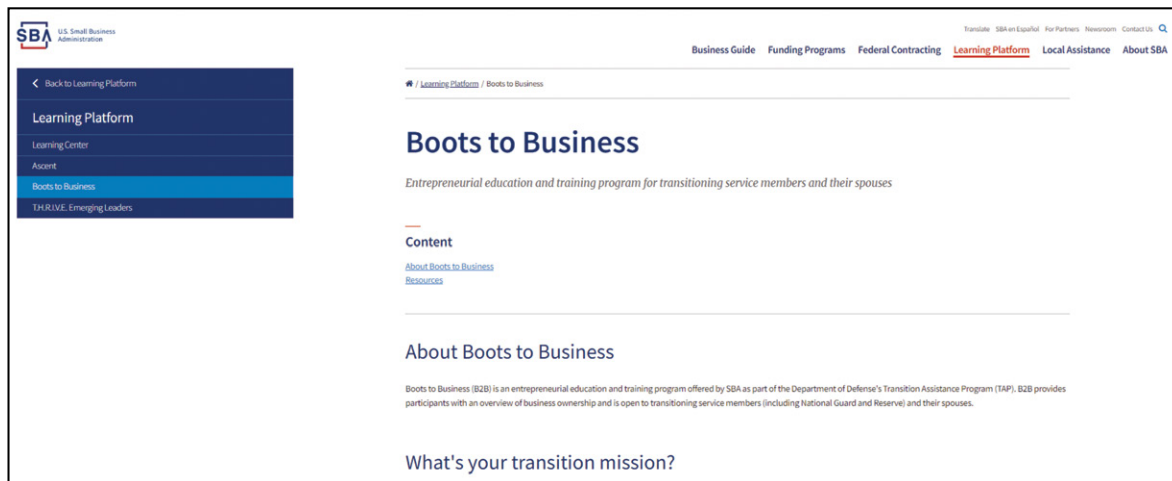 SBA U.S. Small Business
Administration
Translate SBA en Español For Partners Newsroom Contact Us
Business Guide Funding Programs Federal Contracting Learning Platform Local Assistance About SBA
Back to Learning Platform
Learning Platform
Learning Center
Ascent
Boots to Business
T.H.R.I.V.E. Emerging Leaders
/ Learning Platform / Boots to Business
Boots to Business
Entrepreneurial education and training program for transitioning service members and their spouses
Content
About Boots to Business
Resources
About Boots to Business
Boots to Business (B2B) is an entrepreneurial education and training program offered by SBA as part of the Department of Defense's Transition Assistance Program (TAP). B2B provides
participants with an overview of business ownership and is open to transitioning service members (including National Guard and Reserve) and their spouses.
What's your transition mission?